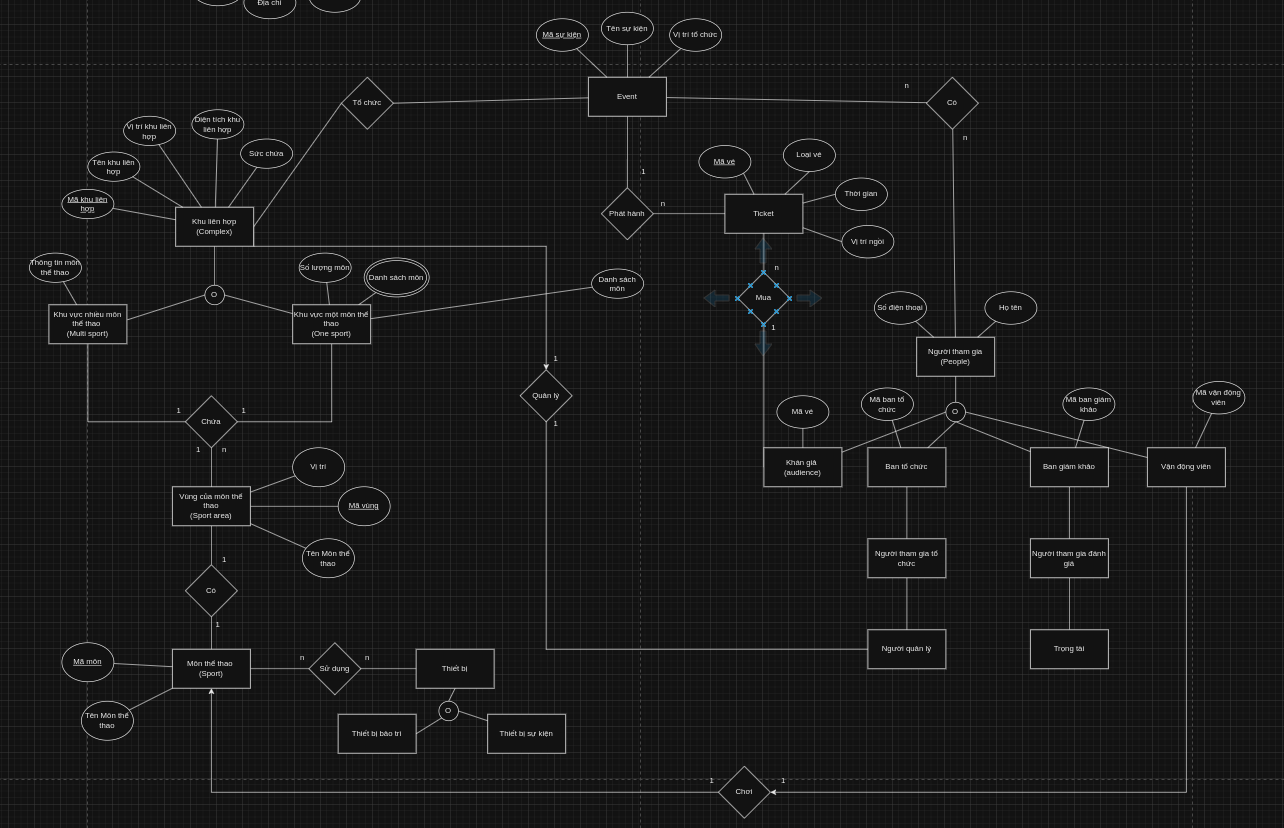 Địa chỉ
Mã sự kiện
Tên sự kiện
Vị trí tổ chức
Event
Tổ chức
n
Có
n
Vị trí khu liên
hợp
Diện tích khu
liên hợp
Sức chứa
Tên khu liên
hợp
Mã khu liên
hợp
Khu liên hợp
(Complex)
1
Phát hành
n
Mã vé
Loại vé
Thời gian
Vị trí ngồi
Ticket
Thông tin môn
thể thao
Số lượng môn
Danh sách môn
Danh sách
môn
O
Khu vực nhiều môn
thể thao
(Multi sport)
Khu vực một môn thể
thao
(One sport)
n
Mua
1
Số điện thoại
Họ tên
Người tham gia
(People)
1
Quản lý
1
1
Chứa
1
1
n
Mã vé
Mã ban tổ
chức
O
Mã ban giám
khảo
Mã vận động
viên
Khán giả
(audience)
Ban tổ chức
Ban giám khảo
Vận động viên
Vị trí
Vùng của môn thể
thao
(Sport area)
Mã vùng
Tên Môn thể
thao
1
Có
1
Người tham gia tổ
chức
Người tham gia đánh
giá
Người quản lý
Trọng tài
Mã môn
Môn thể thao
(Sport)
n
Sử dụng
n
Thiết bị
Tên Môn thể
thao
O
Thiết bị bảo trì
Thiết bị sự kiện
1
Chơi
1